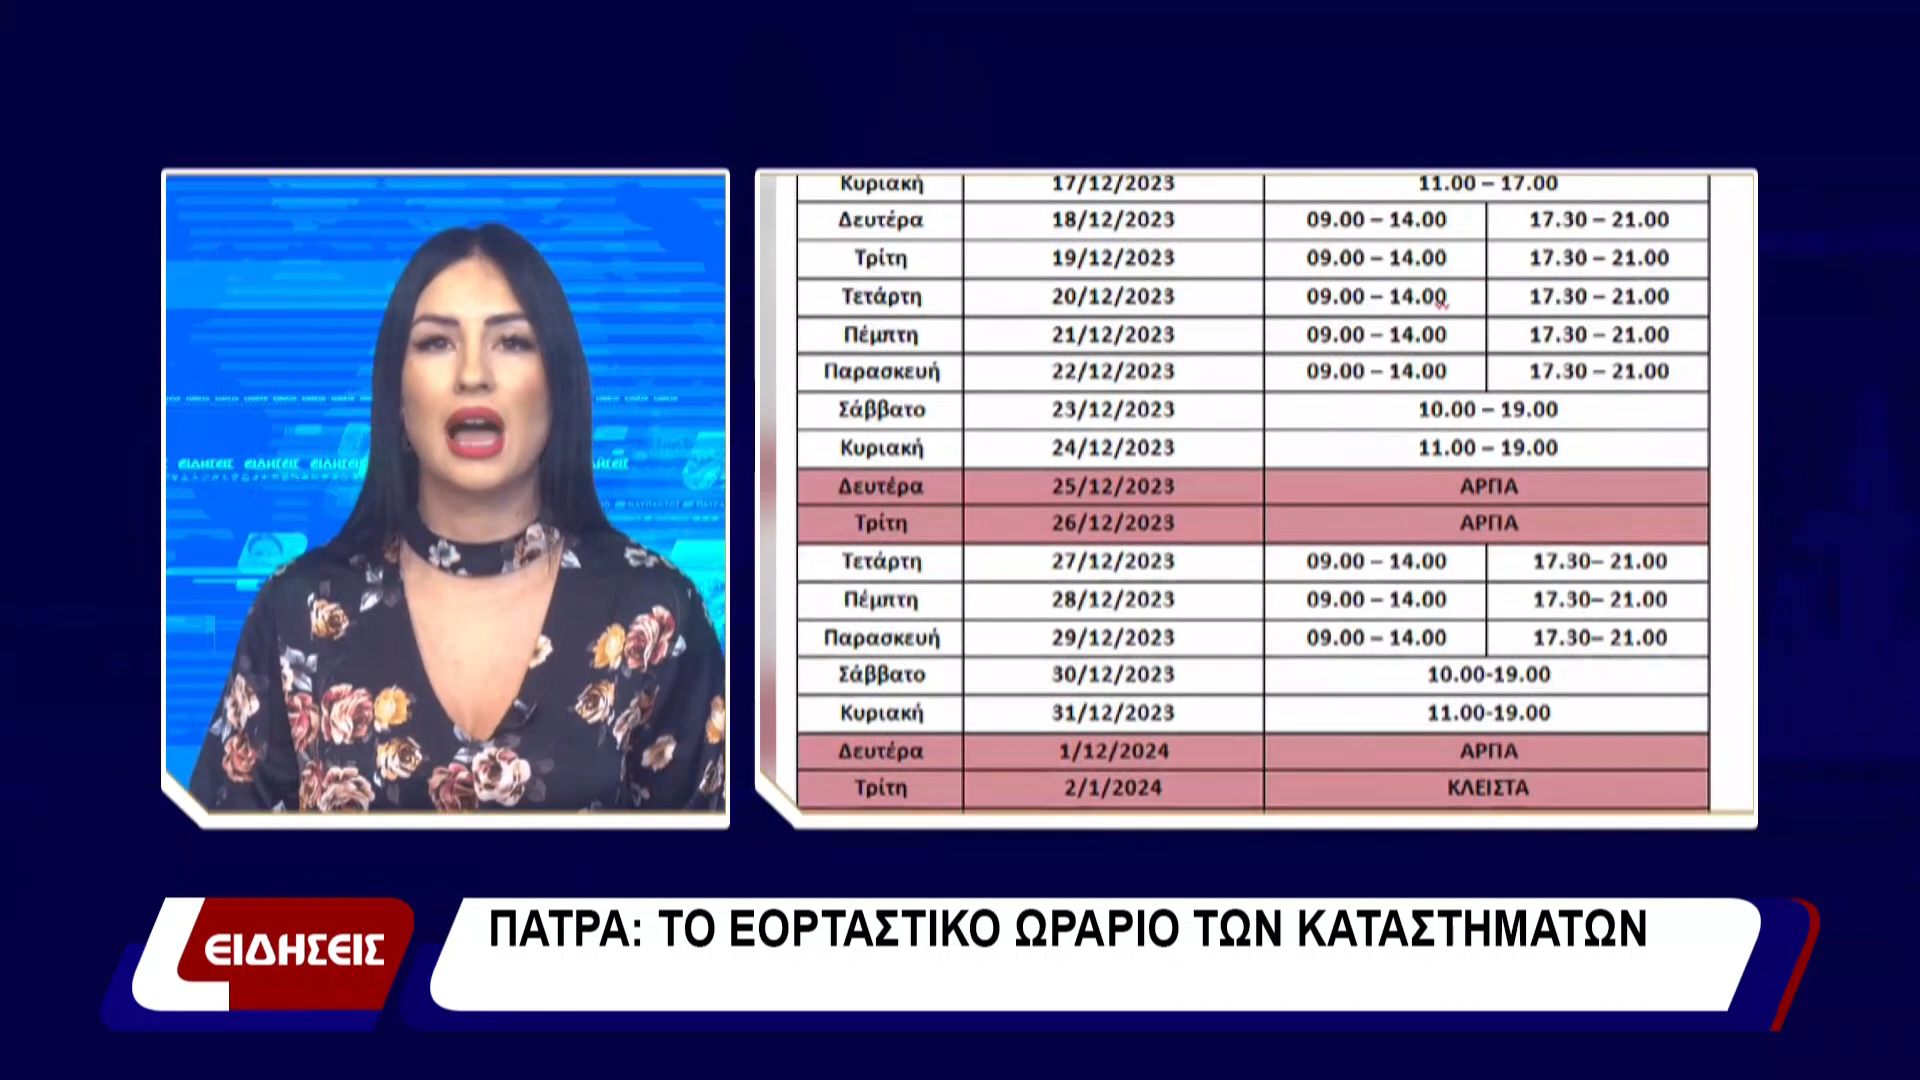 Κυριακή 17/12/2023 11.00 – 17.00
Δευτέρα 18/12/2023 09.00 – 14.00 17.30 – 21.00
Τρίτη 19/12/2023 09.00 – 14.00 17.30 – 21.00
Τετάρτη 20/12/2023 09.00 – 14.00 17.30 – 21.00
Πέμπτη 21/12/2023 09.00 – 14.00 17.30 – 21.00
Παρασκευή 22/12/2023 09.00 – 14.00 17.30 – 21.00
Σάββατο 23/12/2023 10.00 – 19.00
Κυριακή 24/12/2023 11.00 – 19.00
Δευτέρα 25/12/2023 ΑΡΓΙΑ
Τρίτη 26/12/2023 ΑΡΓΙΑ
Τετάρτη 27/12/2023 09.00 – 14.00 17.30– 21.00
Πέμπτη 28/12/2023 09.00 – 14.00 17.30– 21.00
Παρασκευή 29/12/2023 09.00 – 14.00 17.30– 21.00
Σάββατο 30/12/2023 10.00-19.00
Κυριακή 31/12/2023 11.00-19.00
Δευτέρα 1/12/2024 ΑΡΓΙΑ
Τρίτη 2/1/2024 ΚΛΕΙΣΤΑ
ΕΙΔΗΣΕΙΣ ΕΙΔΗΣΕΙΣ ΕΙΔΗΣΕΙΣ
ΕΙΔΗΣΕΙΣ
ΠΑΤΡΑ: ΤΟ ΕΟΡΤΑΣΤΙΚΟ ΩΡΑΡΙΟ ΤΩΝ ΚΑΤΑΣΤΗΜΑΤΩΝ